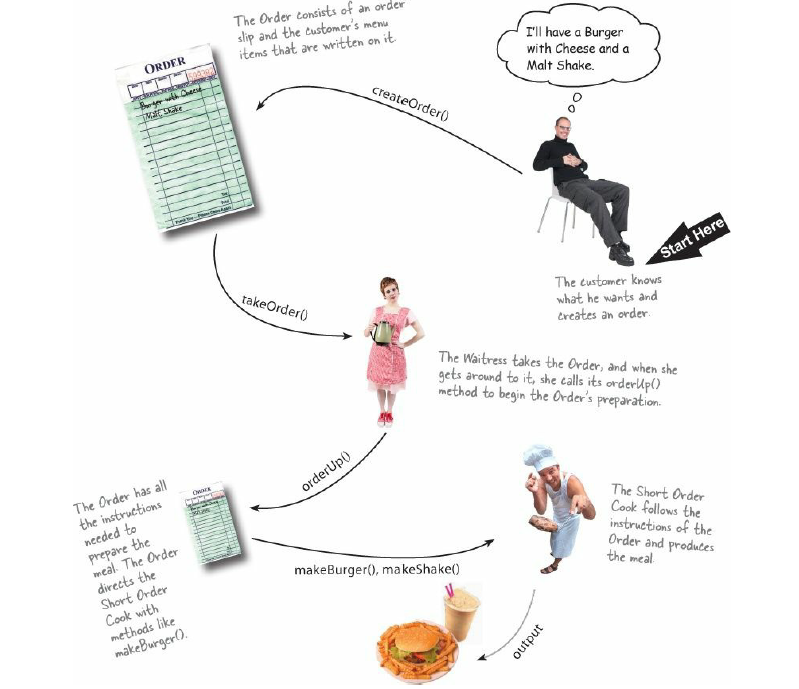 The Order consists of an order
slip and the customer's menu
items that are written on it.
I'll have a Burger
with Cheese and a
Malt Shake.
ORDER
Burger with Cheese
Malt Shake
createOrder()
Start Here
The customer knows
what he wants and
creates an order.
takeOrder()
The Waitress takes the Order, and when she
gets around to it, she calls its orderUp()
method to begin the Order's preparation.
orderUp()
The Order has all
the instructions
needed to
prepare the
meal. The Order
directs the
Short Order
Cook with
methods like
makeBurger().
ORDER
The Short Order
Cook follows the
instructions of the
Order and produces
the meal.
makeBurger(), makeShake()
output